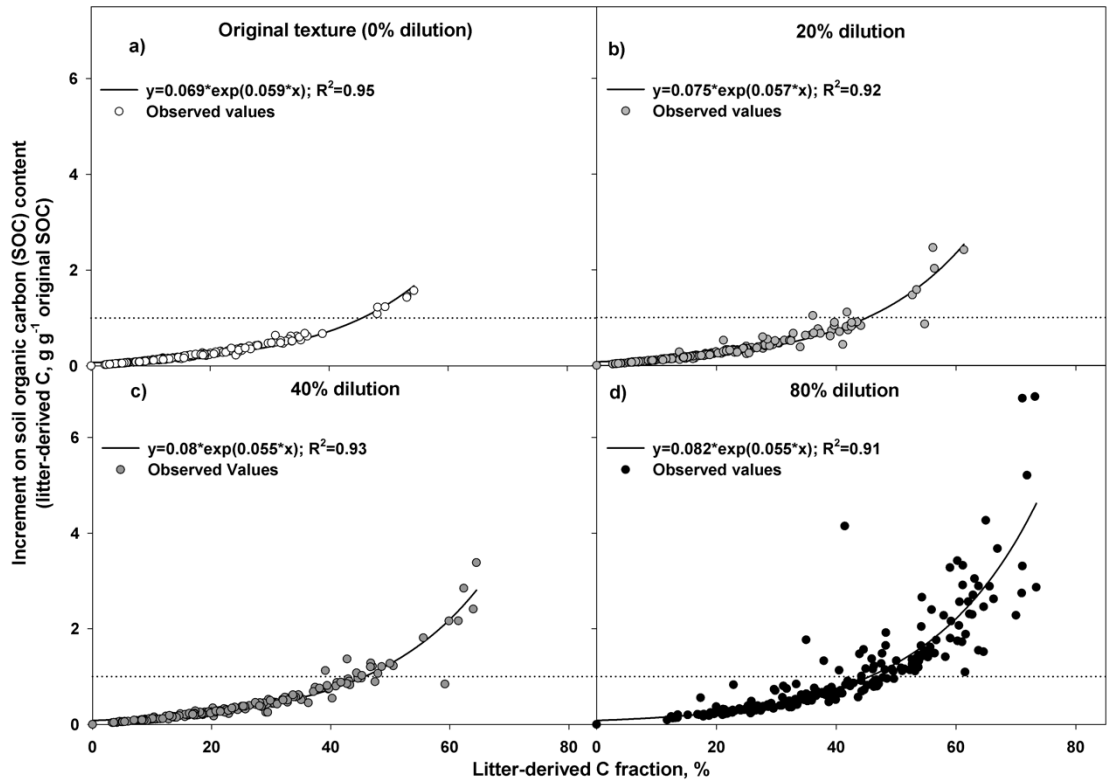 a)
Original texture (0% dilution)
y=0.069*exp(0.059*x); R²=0.95
Observed values
b)
20% dilution
y=0.075*exp(0.057*x); R²=0.92
Observed values
c)
40% dilution
y=0.08*exp(0.055*x); R²=0.93
Observed Values
d)
80% dilution
y=0.082*exp(0.055*x); R²=0.91
Observed values
Increment on soil organic carbon (SOC) content
(litter-derived C, g g⁻¹ original SOC)
6
4
2
0
6
4
2
0
0 20 40 60 80 0 20 40 60 80
Litter-derived C fraction, %